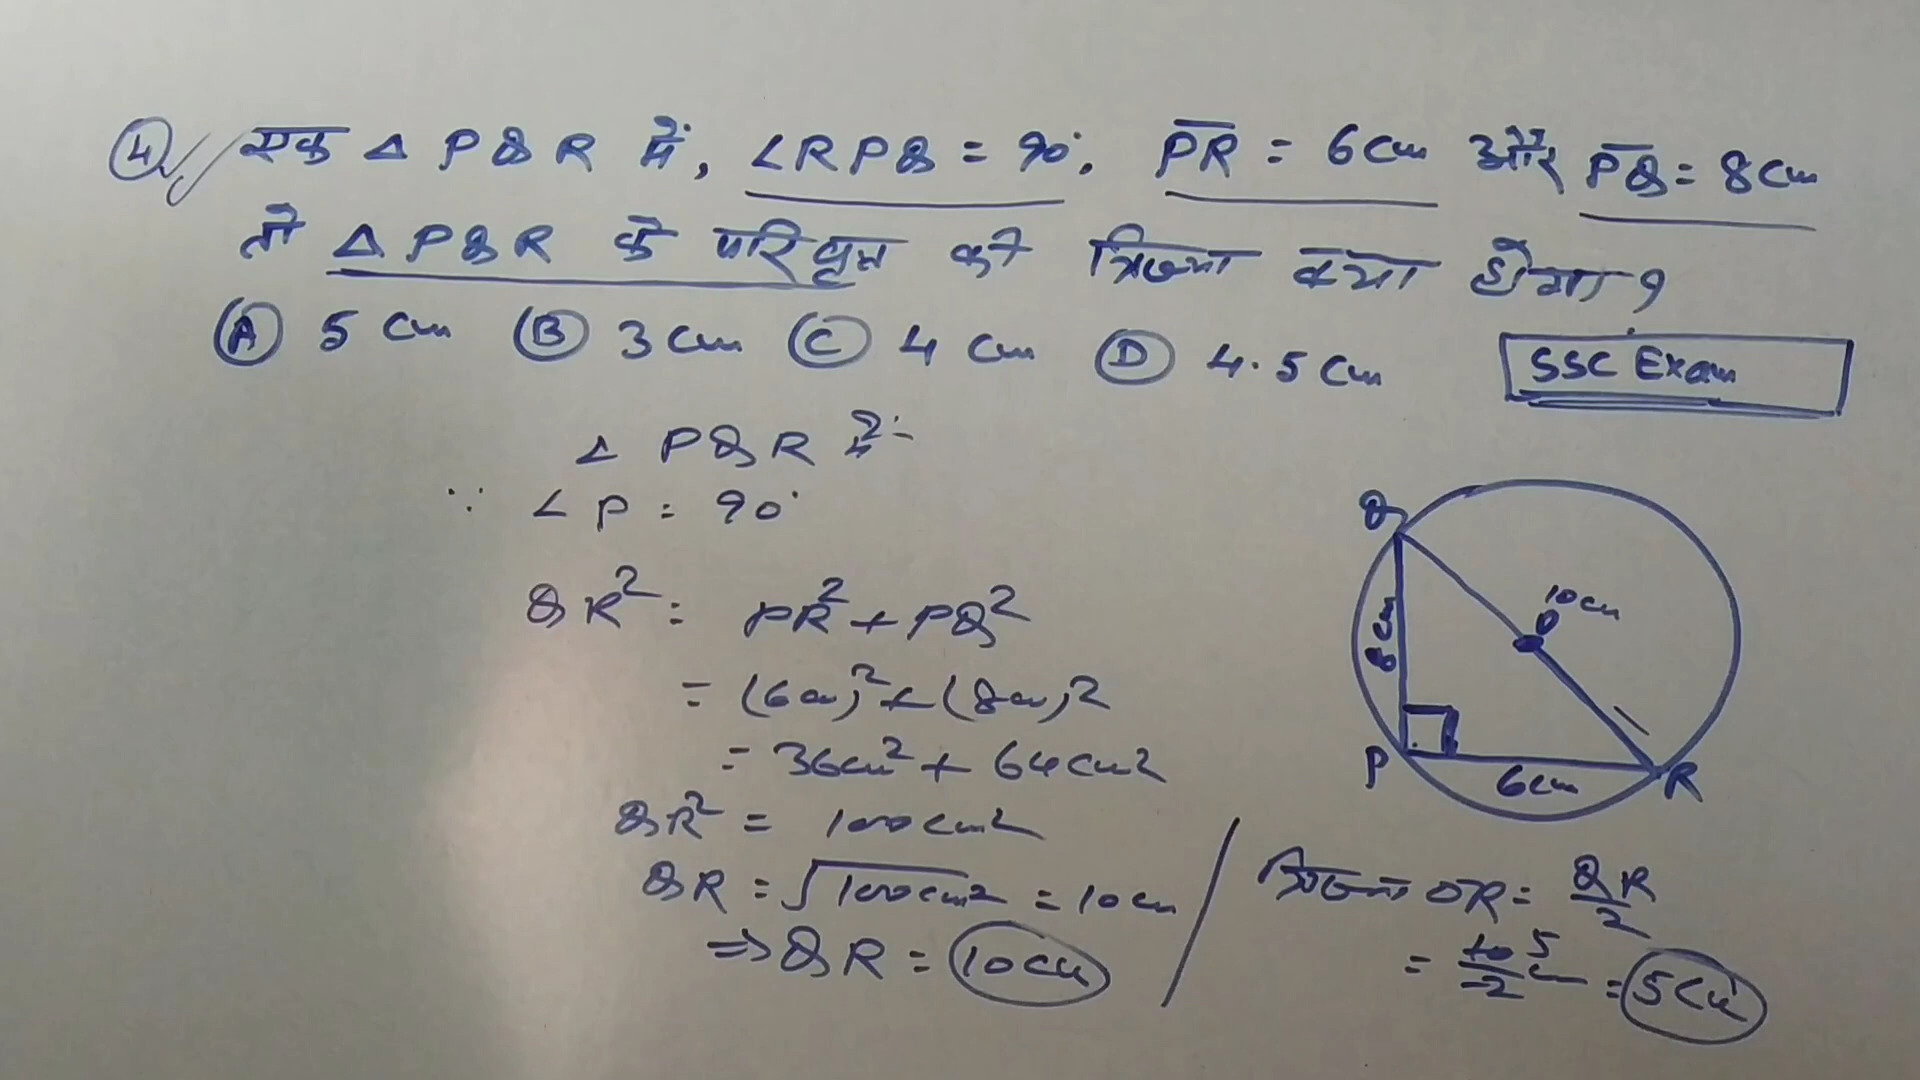 ④ एक △ PQR में, ∠RPQ = 90°, P̅R̅ = 6cm और P̅Q̅ = 8cm
तो △ PQR के परिवृत्त की त्रिज्या क्या होगा?
Ⓐ 5 cm Ⓑ 3 cm Ⓒ 4 cm Ⓓ 4.5 cm
SSC Exam
△ PQR में:-
∵ ∠P = 90°
QR² = PR² + PQ²
= (6cm)² + (8cm)²
= 36cm² + 64cm²
QR² = 100cm²
QR = √100cm² = 10cm
⇒ QR = 10cm
Q
10cm
O
8cm
P
6cm
R
त्रिज्या OR = QR/2
= 10/2 5 cm = 5cm